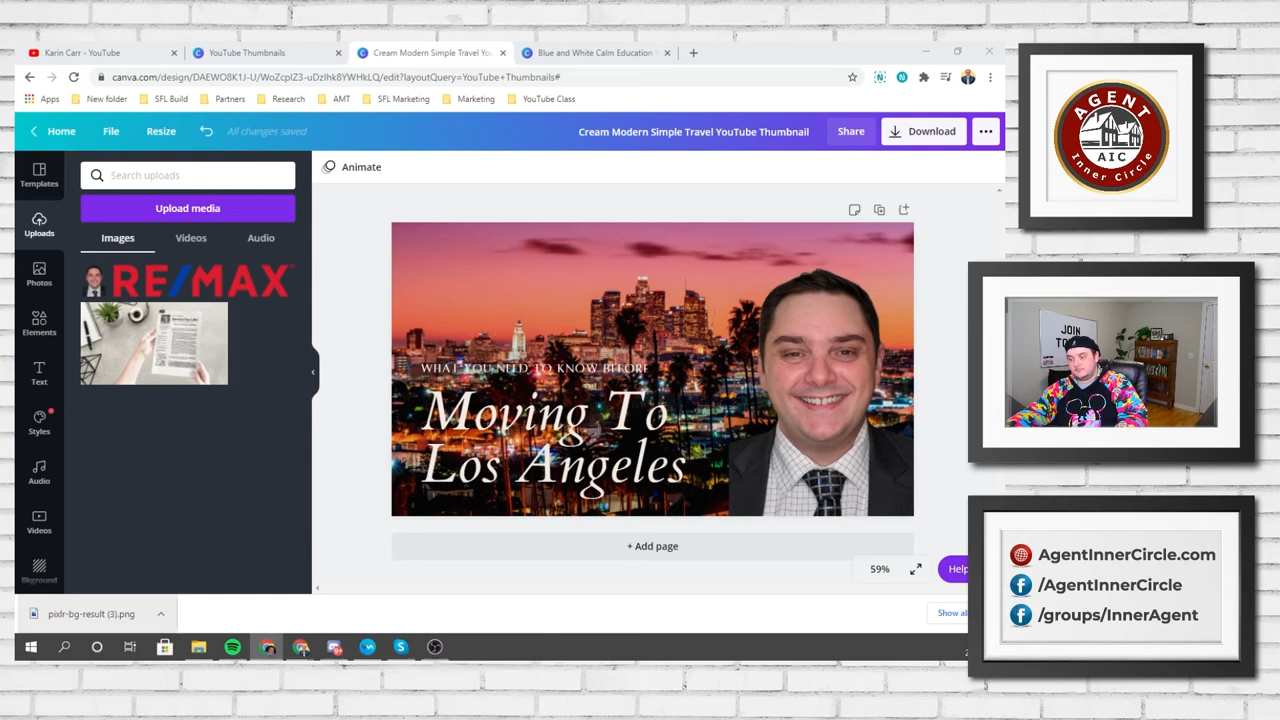 Karin Carr - YouTube
YouTube Thumbnails
Cream Modern Simple Travel Yo
Blue and White Calm Education
canva.com/design/DAEWO8K1J-U/WoZcpIZ3-uDzIhk8YWHkLQ/edit?layoutQuery=YouTube+Thumbnails#
Apps
New folder
SFL Build
Partners
Research
AMT
SFL Marketing
Marketing
YouTube Class
Home
File
Resize
All changes saved
Cream Modern Simple Travel YouTube Thumbnail
Share
Download
Templates
Uploads
Photos
Elements
Text
Styles
Audio
Videos
Bkground
Search uploads
Upload media
Images
Videos
Audio
RE/MAX
Animate
WHAT YOU NEED TO KNOW BEFORE
Moving To
Los Angeles
+ Add page
59%
Help
pixlr-bg-result (3).png
Show all
AGENT
AIC
Inner Circle
JOIN
AgentInnerCircle.com
/AgentInnerCircle
/groups/InnerAgent